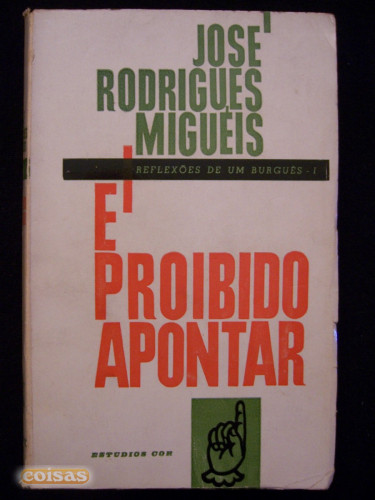 JOSÉ
RODRIGUES
MIGUÉIS
REFLEXÕES DE UM BURGUÊS - I
É
PROIBIDO
APONTAR
ESTUDIOS COR
coisas